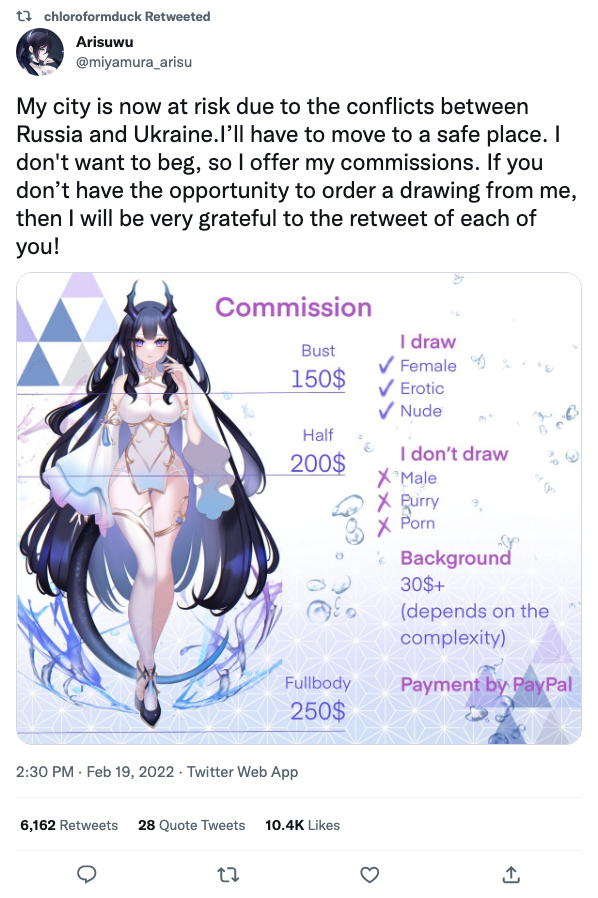 chloroformduck Retweeted
Arisuwu
@miyamura_arisu
My city is now at risk due to the conflicts between
Russia and Ukraine.I’ll have to move to a safe place. I
don't want to beg, so I offer my commissions. If you
don’t have the opportunity to order a drawing from me,
then I will be very grateful to the retweet of each of
you!
Commission
Bust
150$
Half
200$
Fullbody
250$
I draw
Female
Erotic
Nude
I don’t draw
Male
Furry
Porn
Background
30$+
(depends on the
complexity)
Payment by PayPal
2:30 PM · Feb 19, 2022 · Twitter Web App
6,162 Retweets 28 Quote Tweets 10.4K Likes